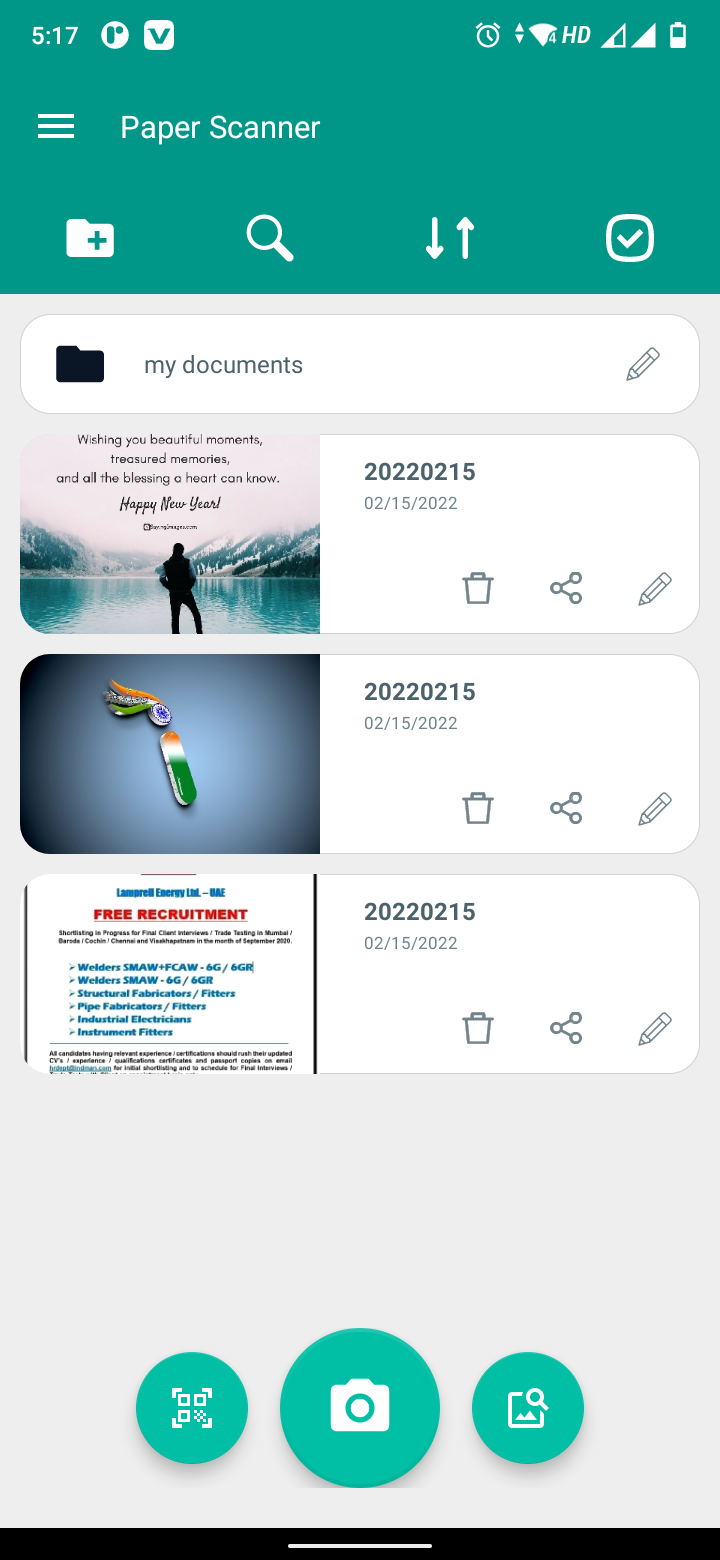 5:17
4 HD
Paper Scanner
my documents
Wishing you beautiful moments,
treasured memories,
and all the blessing a heart can know.
Happy New Year!
20220215
02/15/2022
20220215
02/15/2022
Lamprell Energy Ltd. – UAE
FREE RECRUITMENT
Shortlisting in Progress for Final Client Interviews / Trade Testing in Mumbai /
Baroda / Cochin / Chennai and Visakhapatnam in the month of September 2020.
➢ Welders SMAW+FCAW - 6G / 6GR
➢ Welders SMAW - 6G / 6GR
➢ Structural Fabricators / Fitters
➢ Pipe Fabricators / Fitters
➢ Industrial Electricians
➢ Instrument Fitters
All candidates having relevant experience / certifications should rush their updated
CV's / experience / qualifications certificates and passport copies on email
hrdept@indman.com for initial shortlisting and to schedule for Final Interviews /
20220215
02/15/2022